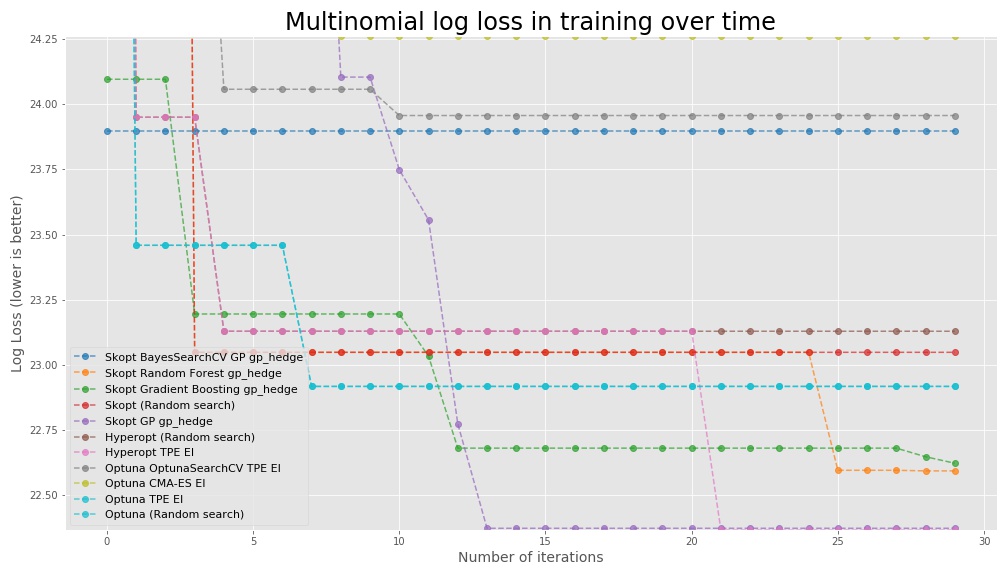 Multinomial log loss in training over time
Log Loss (lower is better)
24.25
24.00
23.75
23.50
23.25
23.00
22.75
22.50
Skopt BayesSearchCV GP gp_hedge
Skopt Random Forest gp_hedge
Skopt Gradient Boosting gp_hedge
Skopt (Random search)
Skopt GP gp_hedge
Hyperopt (Random search)
Hyperopt TPE EI
Optuna OptunaSearchCV TPE EI
Optuna CMA-ES EI
Optuna TPE EI
Optuna (Random search)
0 5 10 15 20 25 30
Number of iterations